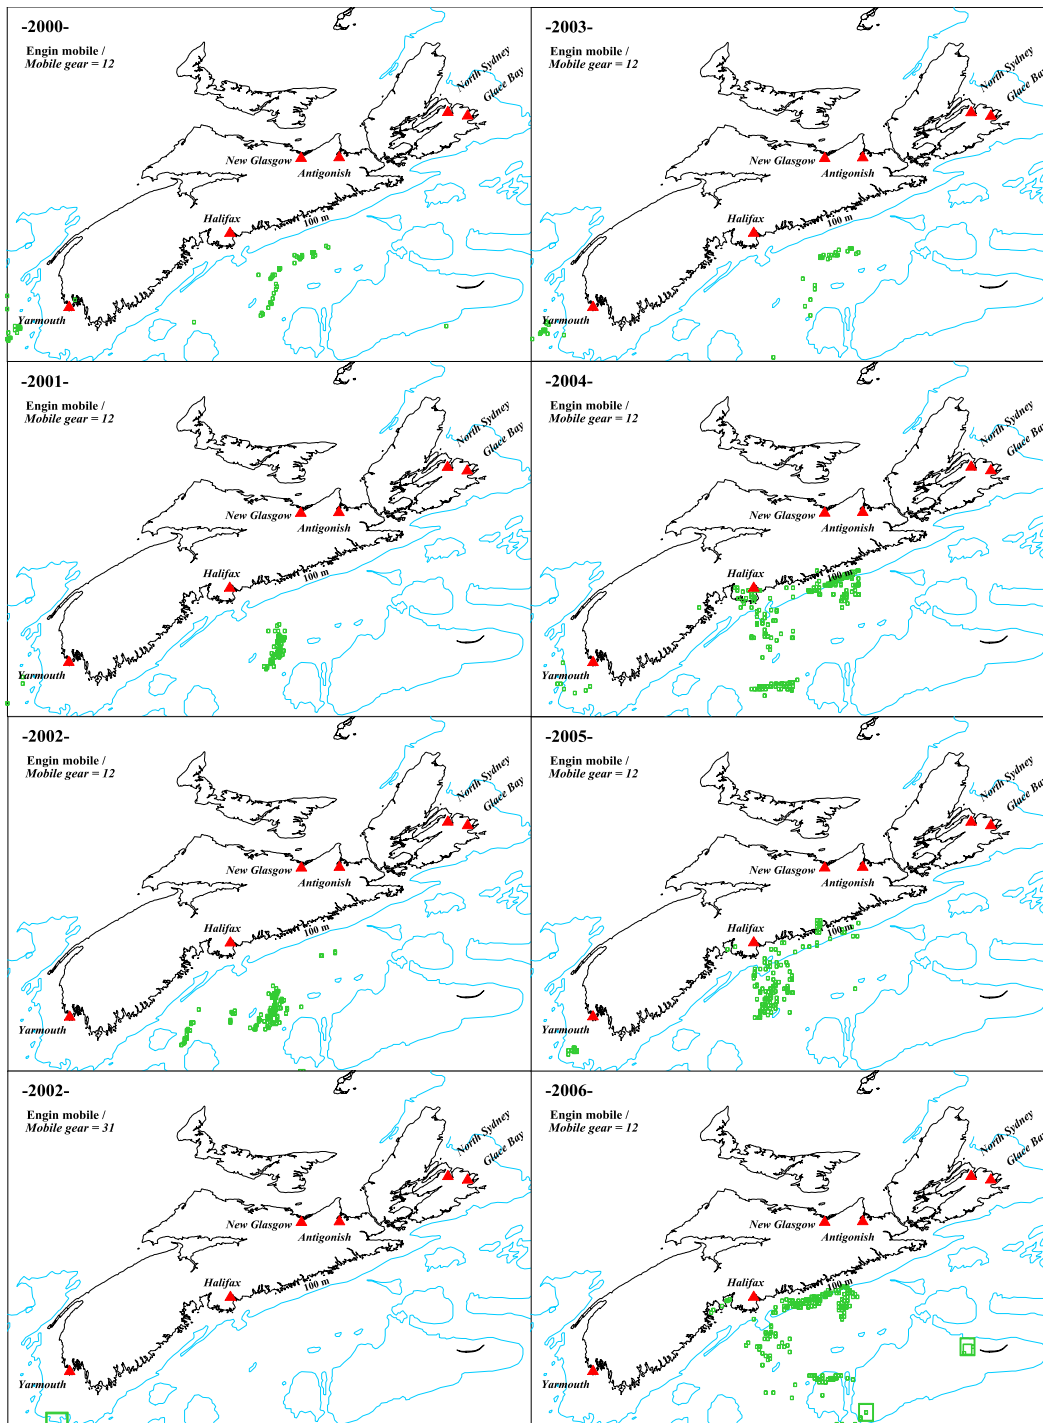 -2000-
Engin mobile /
Mobile gear = 12
North Sydney
Glace Bay
New Glasgow
Antigonish
Halifax
100 m
Yarmouth
-2003-
Engin mobile /
Mobile gear = 12
North Sydney
Glace Bay
New Glasgow
Antigonish
Halifax
100 m
Yarmouth
-2001-
Engin mobile /
Mobile gear = 12
North Sydney
Glace Bay
New Glasgow
Antigonish
Halifax
100 m
Yarmouth
-2004-
Engin mobile /
Mobile gear = 12
North Sydney
Glace Bay
New Glasgow
Antigonish
Halifax
100 m
Yarmouth
-2002-
Engin mobile /
Mobile gear = 12
North Sydney
Glace Bay
New Glasgow
Antigonish
Halifax
100 m
Yarmouth
-2005-
Engin mobile /
Mobile gear = 12
North Sydney
Glace Bay
New Glasgow
Antigonish
Halifax
100 m
Yarmouth
-2002-
Engin mobile /
Mobile gear = 31
North Sydney
Glace Bay
New Glasgow
Antigonish
Halifax
100 m
Yarmouth
-2006-
Engin mobile /
Mobile gear = 12
North Sydney
Glace Bay
New Glasgow
Antigonish
Halifax
100 m
Yarmouth